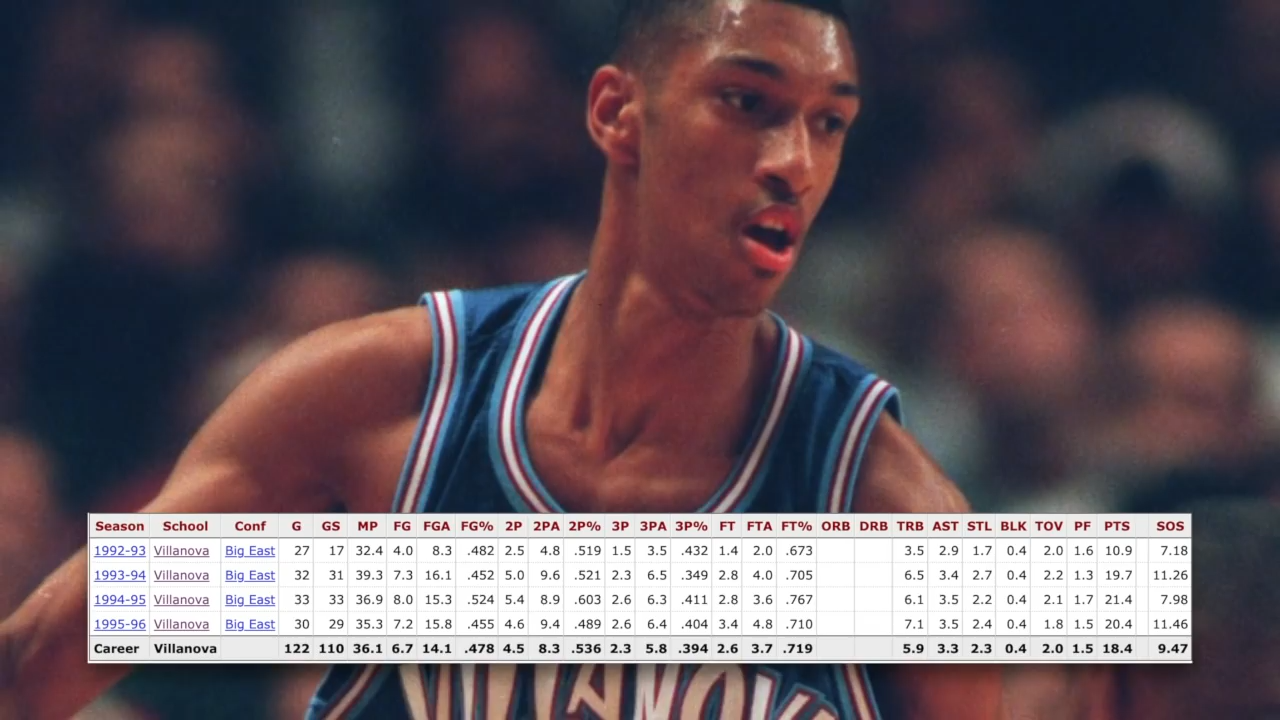 Season School Conf G GS MP FG FGA FG% 2P 2PA 2P% 3P 3PA 3P% FT FTA FT% ORB DRB TRB AST STL BLK TOV PF PTS SOS
1992-93 Villanova Big East 27 17 32.4 4.0 8.3 .482 2.5 4.8 .519 1.5 3.5 .432 1.4 2.0 .673 3.5 2.9 1.7 0.4 2.0 1.6 10.9 7.18
1993-94 Villanova Big East 32 31 39.3 7.3 16.1 .452 5.0 9.6 .521 2.3 6.5 .349 2.8 4.0 .705 6.5 3.4 2.7 0.4 2.2 1.3 19.7 11.26
1994-95 Villanova Big East 33 33 36.9 8.0 15.3 .524 5.4 8.9 .603 2.6 6.3 .411 2.8 3.6 .767 6.1 3.5 2.2 0.4 2.1 1.7 21.4 7.98
1995-96 Villanova Big East 30 29 35.3 7.2 15.8 .455 4.6 9.4 .489 2.6 6.4 .404 3.4 4.8 .710 7.1 3.5 2.4 0.4 1.8 1.5 20.4 11.46
Career Villanova 122 110 36.1 6.7 14.1 .478 4.5 8.3 .536 2.3 5.8 .394 2.6 3.7 .719 5.9 3.3 2.3 0.4 2.0 1.5 18.4 9.47
VILLANOVA